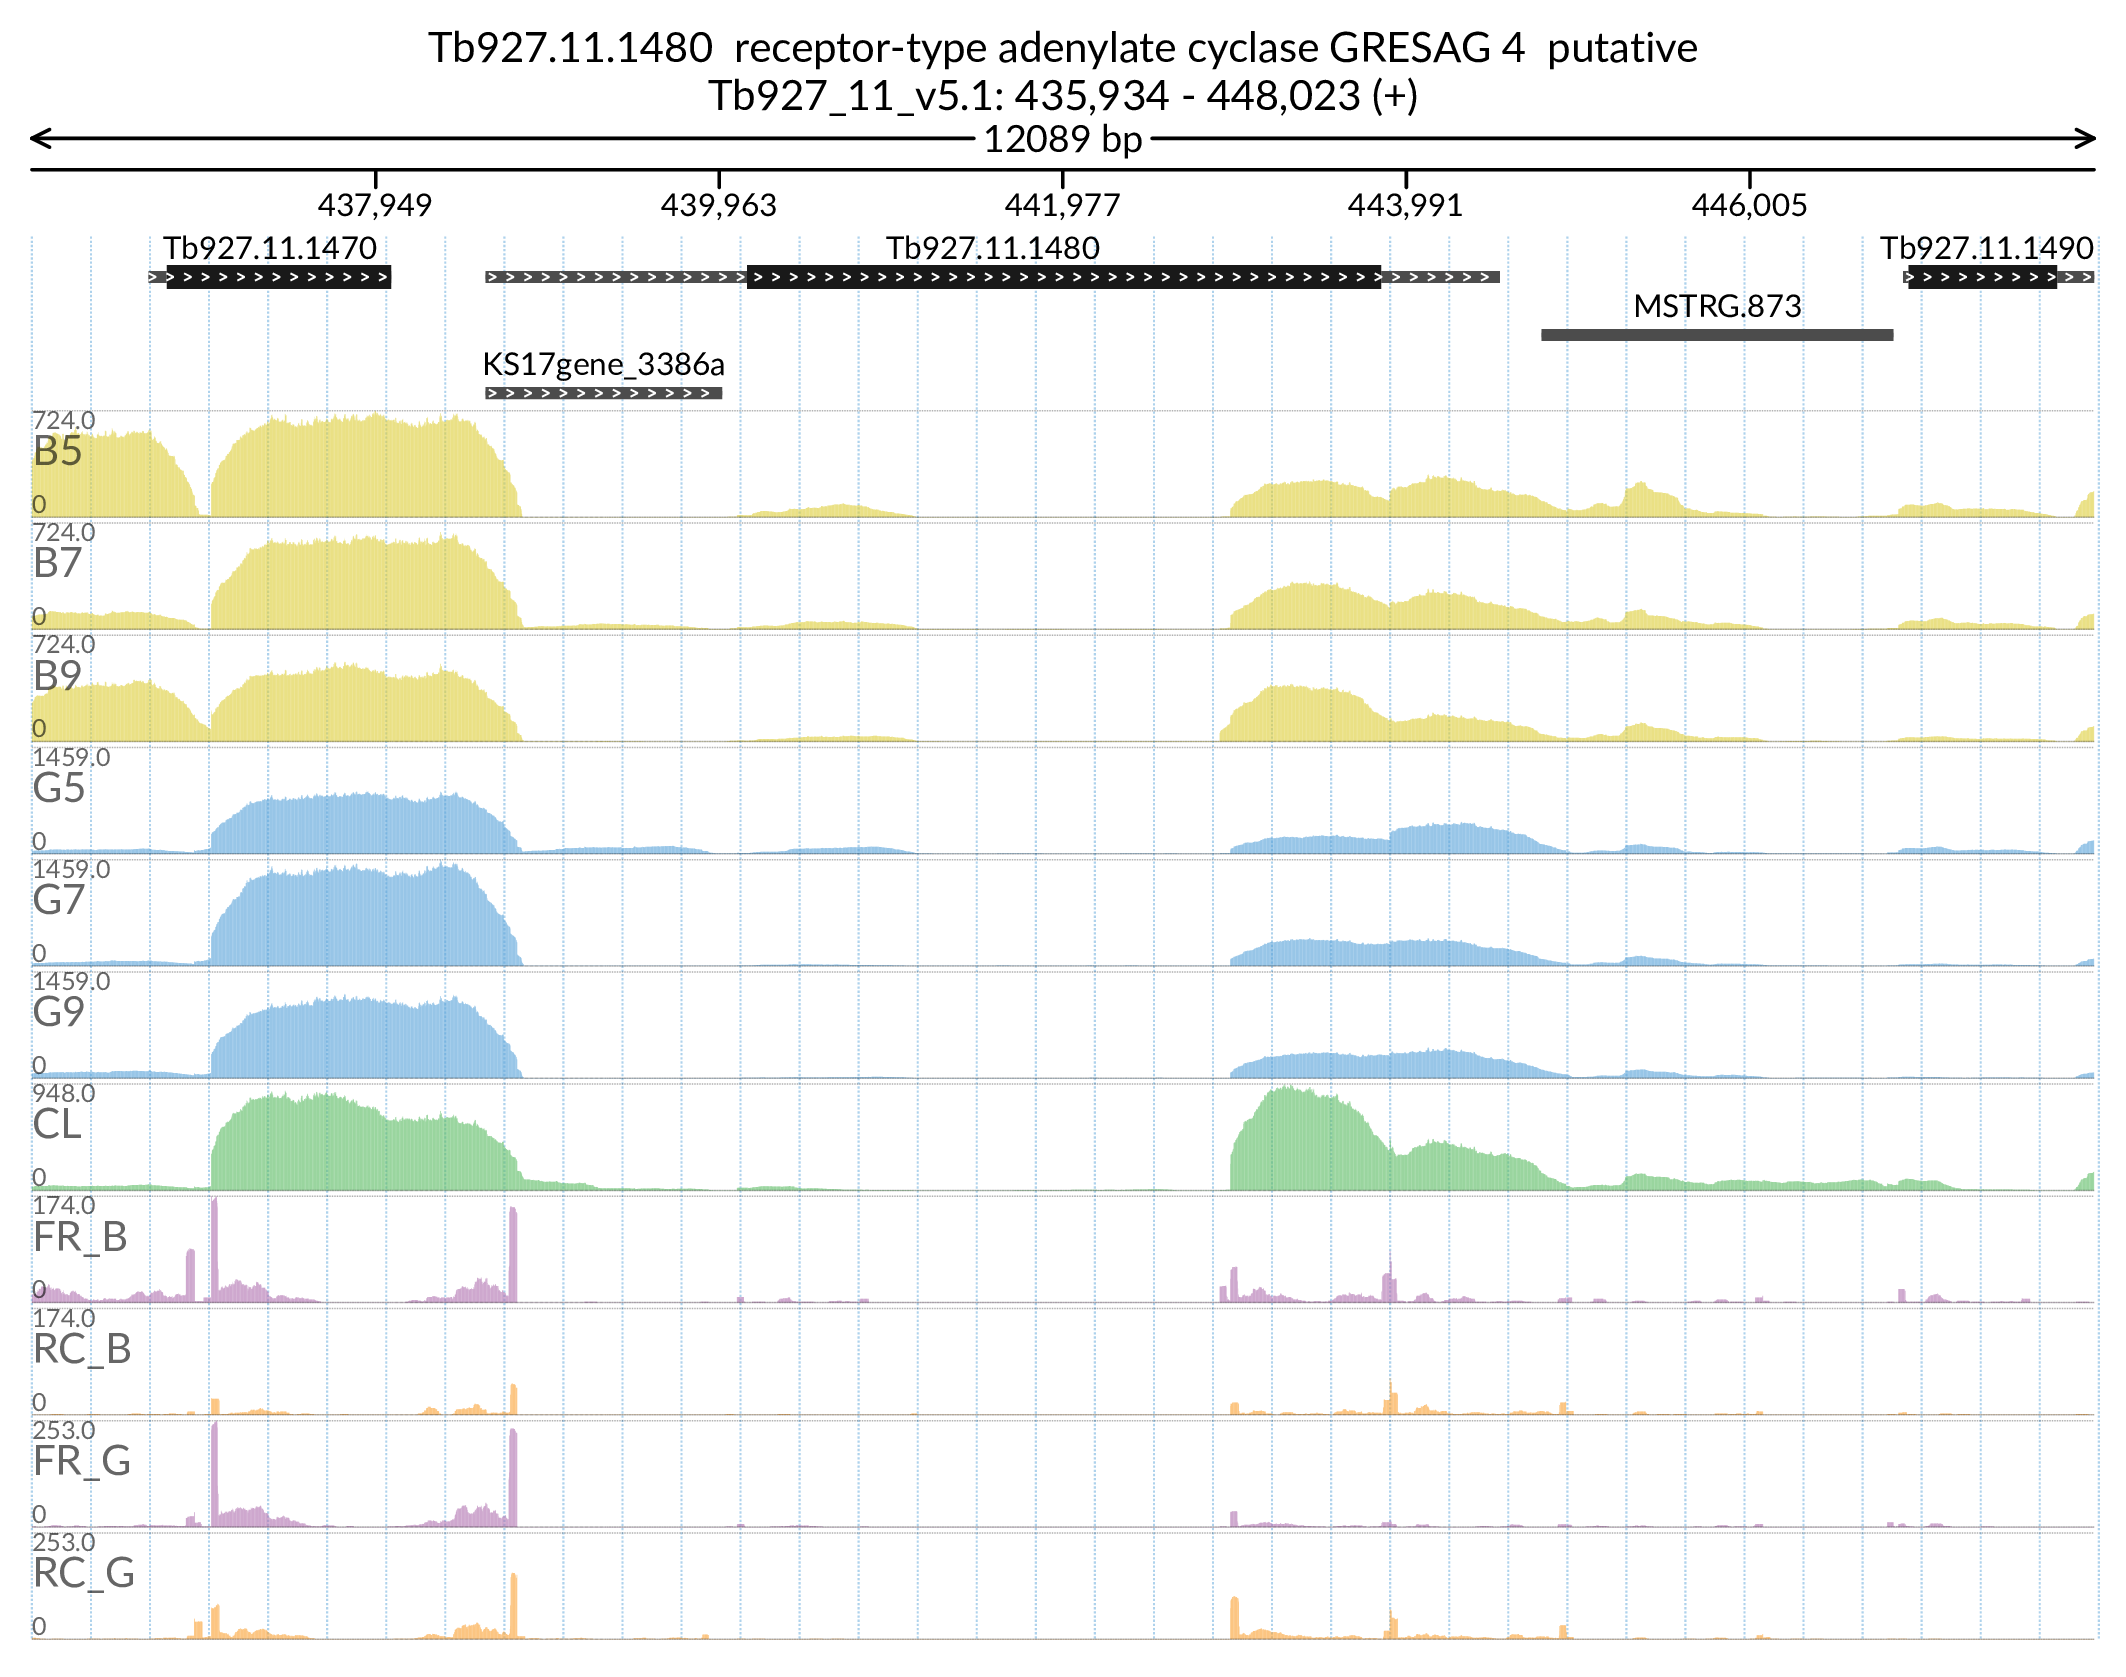 Tb927.11.1480  receptor-type adenylate cyclase GRESAG 4  putative
Tb927_11_v5.1: 435,934 - 448,023 (+)
12089 bp
437,949 439,963 441,977 443,991 446,005
Tb927.11.1470 Tb927.11.1480 Tb927.11.1490
MSTRG.873
KS17gene_3386a
724.0
B5
0
724.0
B7
0
724.0
B9
0
1459.0
G5
0
1459.0
G7
0
1459.0
G9
0
948.0
CL
0
174.0
FR_B
0
174.0
RC_B
0
253.0
FR_G
0
253.0
RC_G
0